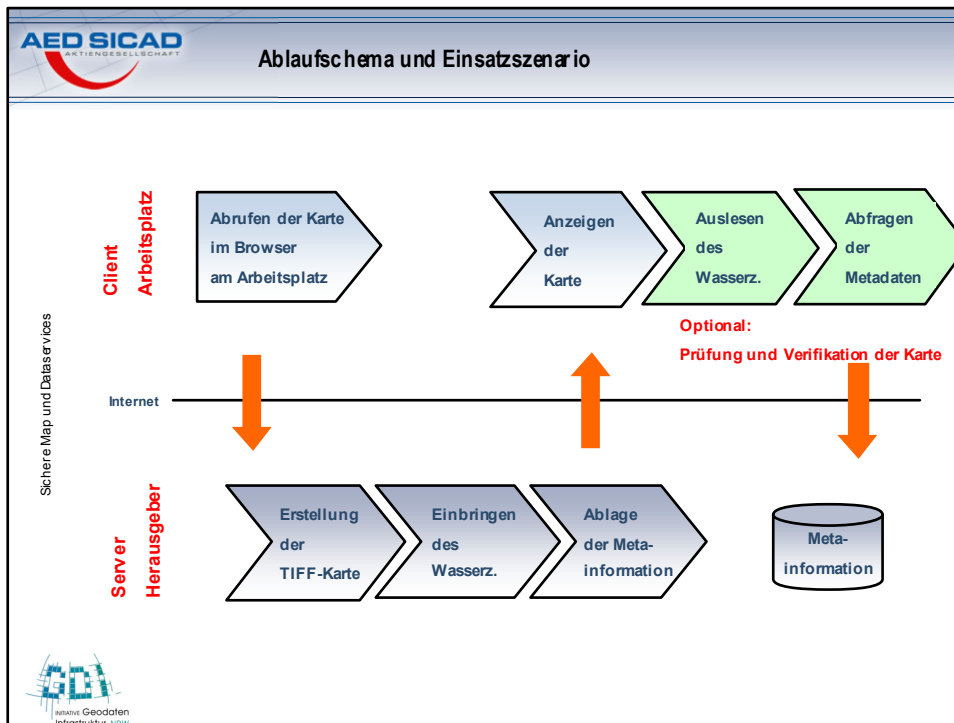 AED SICAD
AKTIENGESELLSCHAFT
Ablaufschema und Einsatzszenario
Sichere Map und Dataservices
Client
Arbeitsplatz
Abrufen der Karte
im Browser
am Arbeitsplatz
Anzeigen
der
Karte
Auslesen
des
Wasserz.
Abfragen
der
Metadaten
Optional:
Prüfung und Verifikation der Karte
Internet
Server
Herausgeber
Erstellung
der
TIFF-Karte
Einbringen
des
Wasserz.
Ablage
der Meta-
information
Meta-
information
GDI
INITIATIVE Geodaten
Infrastruktur NRW